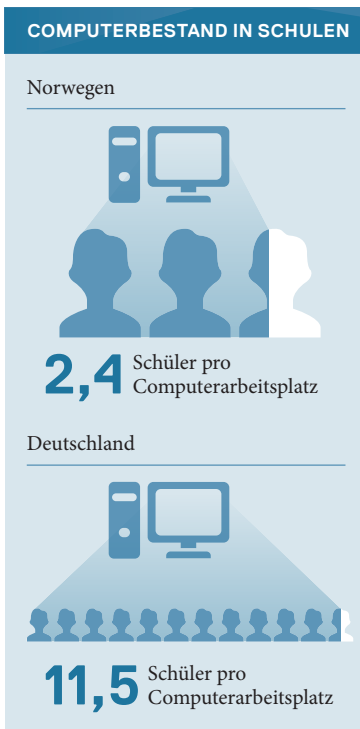 COMPUTERBESTAND IN SCHULEN
Norwegen
2,4 Schüler pro
Computerarbeitsplatz
Deutschland
11,5 Schüler pro
Computerarbeitsplatz